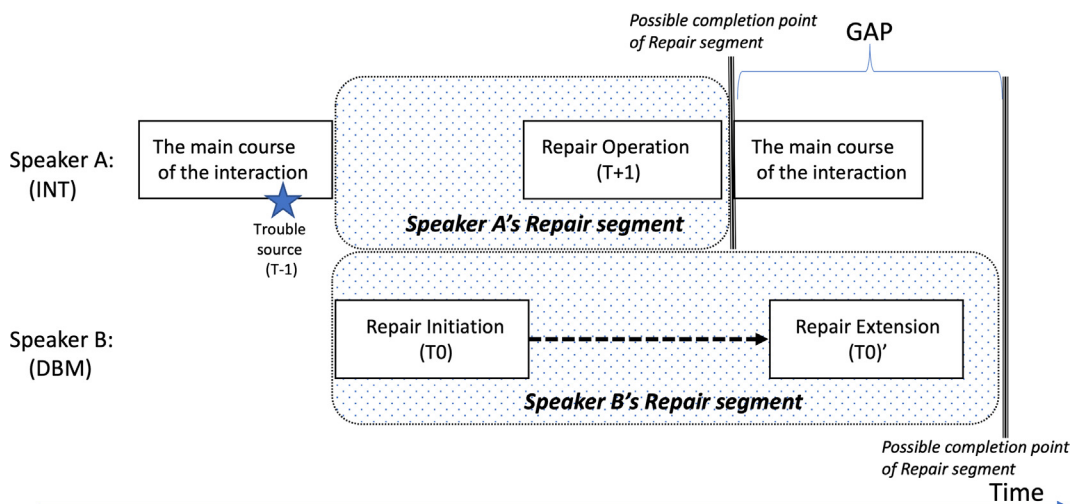 Possible completion point
of Repair segment
GAP
Speaker A:
(INT)
The main course
of the interaction
Repair Operation
(T+1)
The main course
of the interaction
Trouble
source
(T-1)
Speaker A’s Repair segment
Speaker B:
(DBM)
Repair Initiation
(T0)
Repair Extension
(T0)’
Speaker B’s Repair segment
Possible completion point
of Repair segment
Time